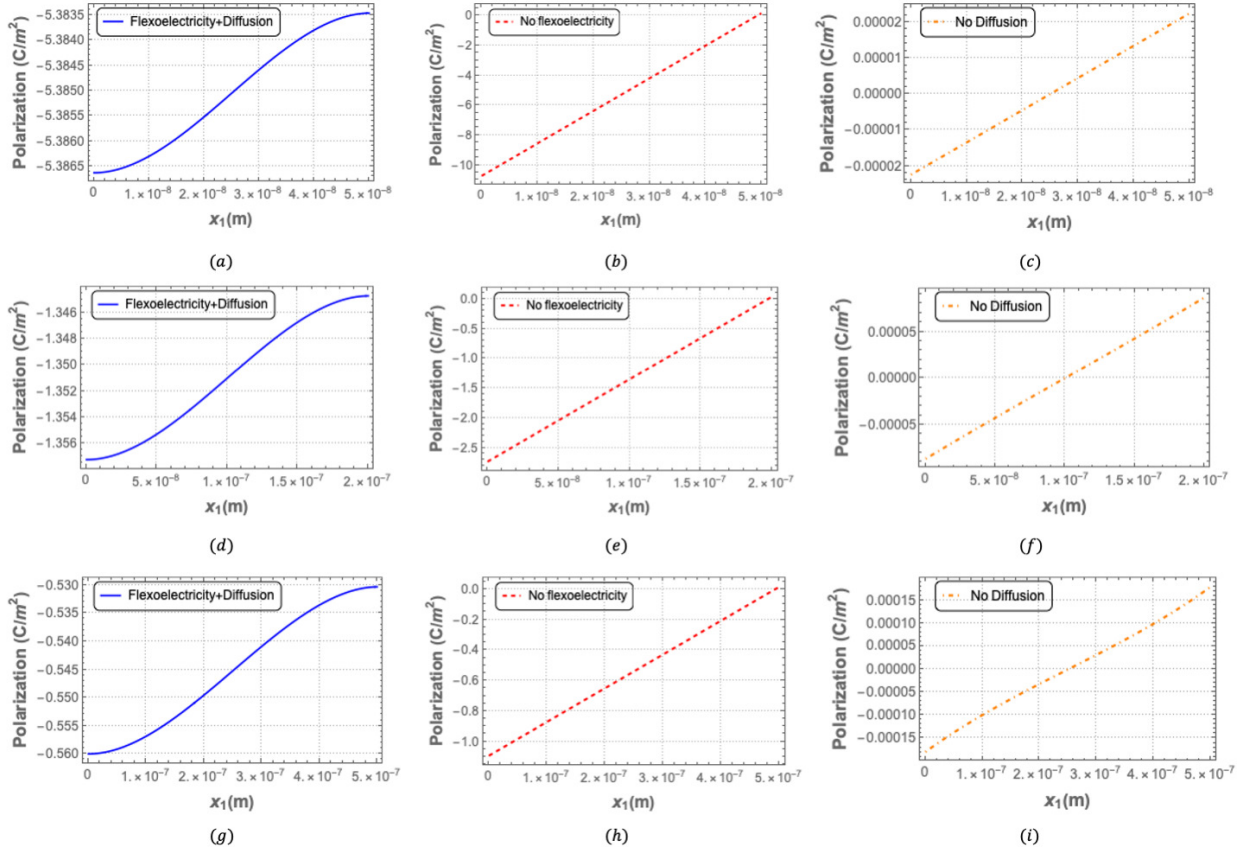 Flexoelectricity+Diffusion
Polarization (C/m²)
−5.3835
−5.3840
−5.3845
−5.3850
−5.3855
−5.3860
−5.3865
0 1.×10⁻⁸ 2.×10⁻⁸ 3.×10⁻⁸ 4.×10⁻⁸ 5.×10⁻⁸
x₁(m)
(a)
No flexoelectricity
Polarization (C/m²)
0
−2
−4
−6
−8
−10
0 1.×10⁻⁸ 2.×10⁻⁸ 3.×10⁻⁸ 4.×10⁻⁸ 5.×10⁻⁸
x₁(m)
(b)
No Diffusion
Polarization (C/m²)
0.00002
0.00001
0.00000
−0.00001
−0.00002
0 1.×10⁻⁸ 2.×10⁻⁸ 3.×10⁻⁸ 4.×10⁻⁸ 5.×10⁻⁸
x₁(m)
(c)
Flexoelectricity+Diffusion
Polarization (C/m²)
−1.346
−1.348
−1.350
−1.352
−1.354
−1.356
0 5.×10⁻⁸ 1.×10⁻⁷ 1.5×10⁻⁷ 2.×10⁻⁷
x₁(m)
(d)
No flexoelectricity
Polarization (C/m²)
0.0
−0.5
−1.0
−1.5
−2.0
−2.5
0 5.×10⁻⁸ 1.×10⁻⁷ 1.5×10⁻⁷ 2.×10⁻⁷
x₁(m)
(e)
No Diffusion
Polarization (C/m²)
0.00005
0.00000
−0.00005
0 5.×10⁻⁸ 1.×10⁻⁷ 1.5×10⁻⁷ 2.×10⁻⁷
x₁(m)
(f)
Flexoelectricity+Diffusion
Polarization (C/m²)
−0.530
−0.535
−0.540
−0.545
−0.550
−0.555
−0.560
0 1.×10⁻⁷ 2.×10⁻⁷ 3.×10⁻⁷ 4.×10⁻⁷ 5.×10⁻⁷
x₁(m)
(g)
No flexoelectricity
Polarization (C/m²)
0.0
−0.2
−0.4
−0.6
−0.8
−1.0
0 1.×10⁻⁷ 2.×10⁻⁷ 3.×10⁻⁷ 4.×10⁻⁷ 5.×10⁻⁷
x₁(m)
(h)
No Diffusion
Polarization (C/m²)
0.00015
0.00010
0.00005
0.00000
−0.00005
−0.00010
−0.00015
0 1.×10⁻⁷ 2.×10⁻⁷ 3.×10⁻⁷ 4.×10⁻⁷ 5.×10⁻⁷
x₁(m)
(i)